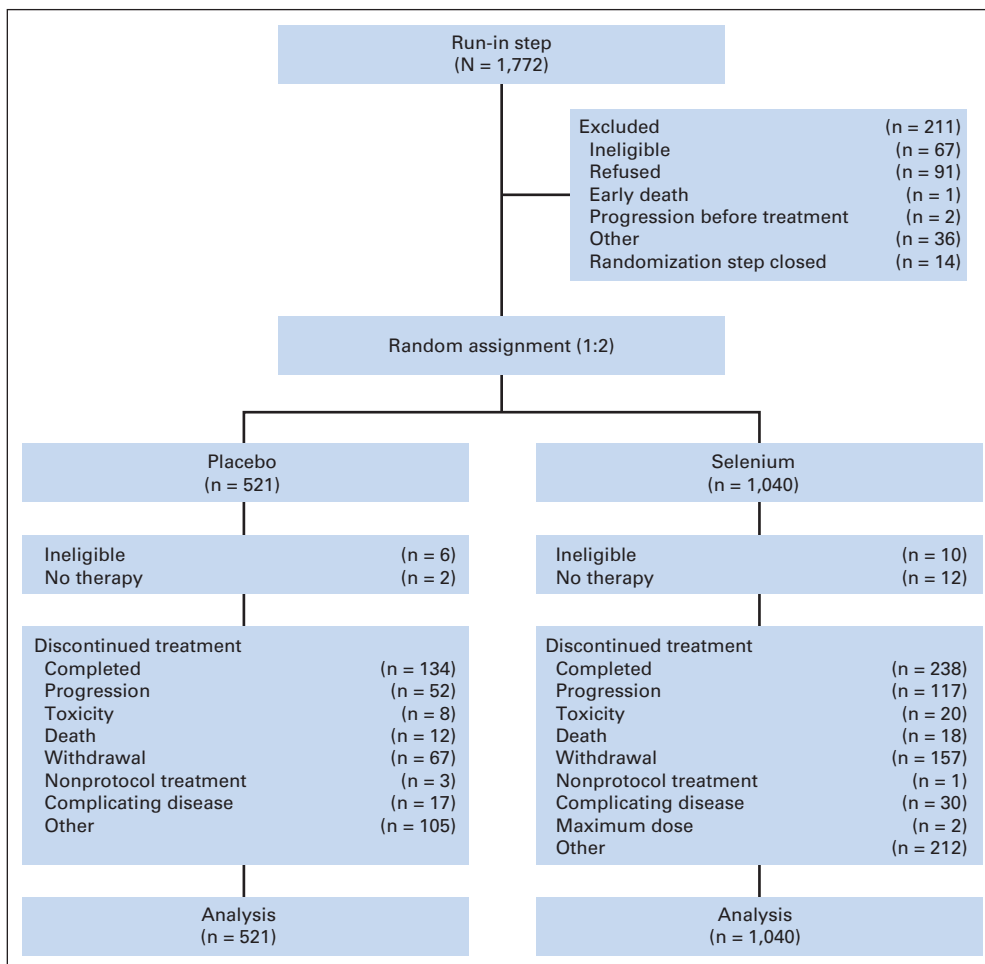 Run-in step
(N = 1,772)
Excluded (n = 211)
Ineligible (n = 67)
Refused (n = 91)
Early death (n = 1)
Progression before treatment (n = 2)
Other (n = 36)
Randomization step closed (n = 14)
Random assignment (1:2)
Placebo
(n = 521)
Ineligible (n = 6)
No therapy (n = 2)
Discontinued treatment
Completed (n = 134)
Progression (n = 52)
Toxicity (n = 8)
Death (n = 12)
Withdrawal (n = 67)
Nonprotocol treatment (n = 3)
Complicating disease (n = 17)
Other (n = 105)
Analysis
(n = 521)
Selenium
(n = 1,040)
Ineligible (n = 10)
No therapy (n = 12)
Discontinued treatment
Completed (n = 238)
Progression (n = 117)
Toxicity (n = 20)
Death (n = 18)
Withdrawal (n = 157)
Nonprotocol treatment (n = 1)
Complicating disease (n = 30)
Maximum dose (n = 2)
Other (n = 212)
Analysis
(n = 1,040)